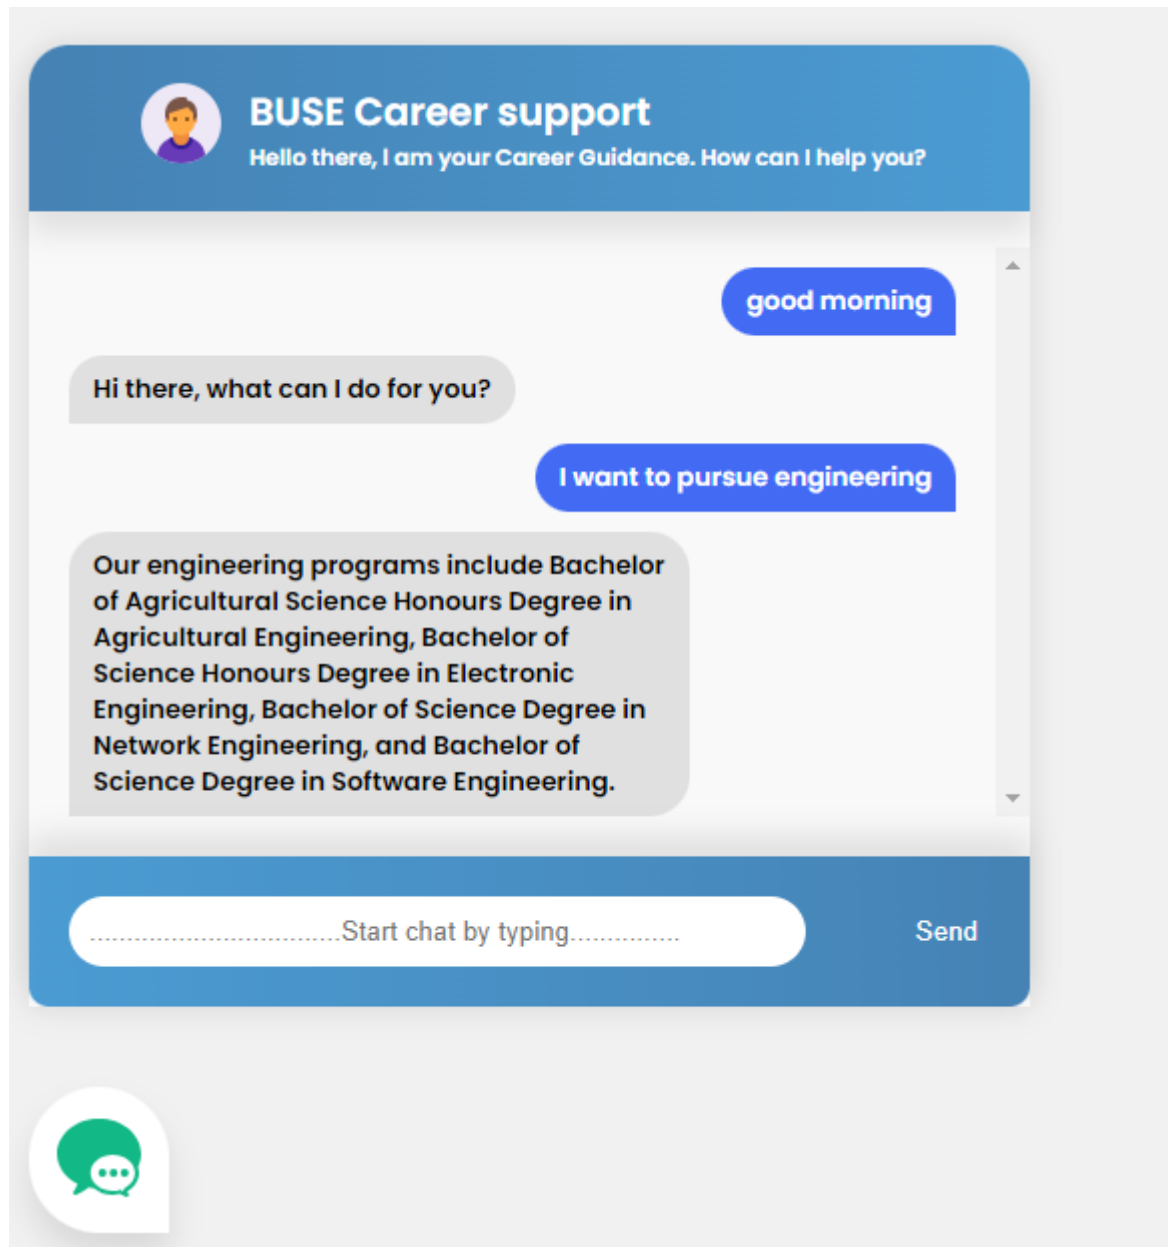 BUSE Career support
Hello there, I am your Career Guidance. How can I help you?
good morning
Hi there, what can I do for you?
I want to pursue engineering
Our engineering programs include Bachelor
of Agricultural Science Honours Degree in
Agricultural Engineering, Bachelor of
Science Honours Degree in Electronic
Engineering, Bachelor of Science Degree in
Network Engineering, and Bachelor of
Science Degree in Software Engineering.
..................................Start chat by typing...............
Send